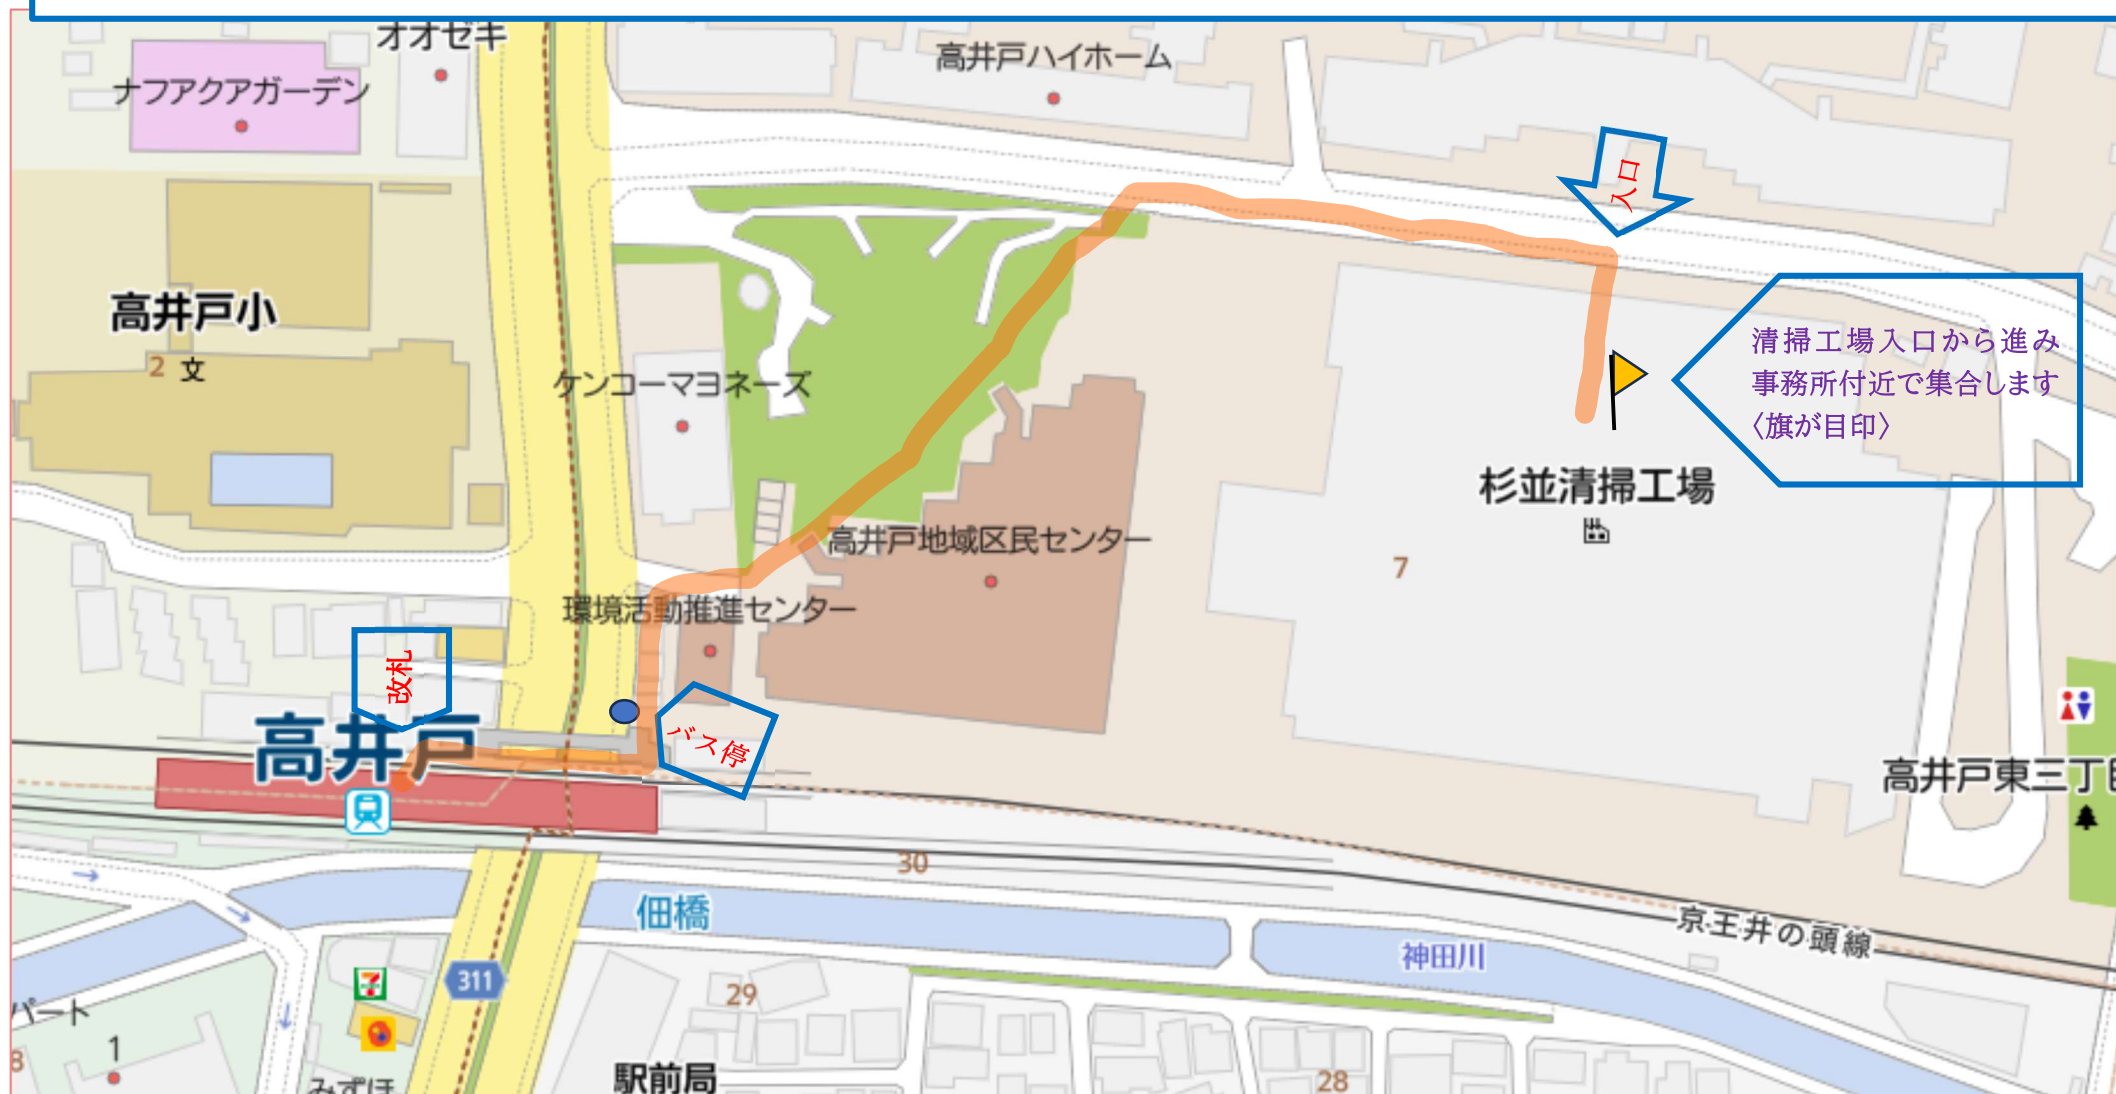 オオゼキ
高井戸ハイホーム
ナフアクアガーデン
入口
高井戸小
2
文
清掃工場入口から進み
事務所付近で集合します
〈旗が目印〉
ケンコーマヨネーズ
杉並清掃工場
高井戸地域区民センター
7
環境活動推進センター
改札
バス停
高井戸
高井戸東三丁目
30
佃橋
京王井の頭線
神田川
311
7
29
パート
1
8
みずほ
駅前局
28